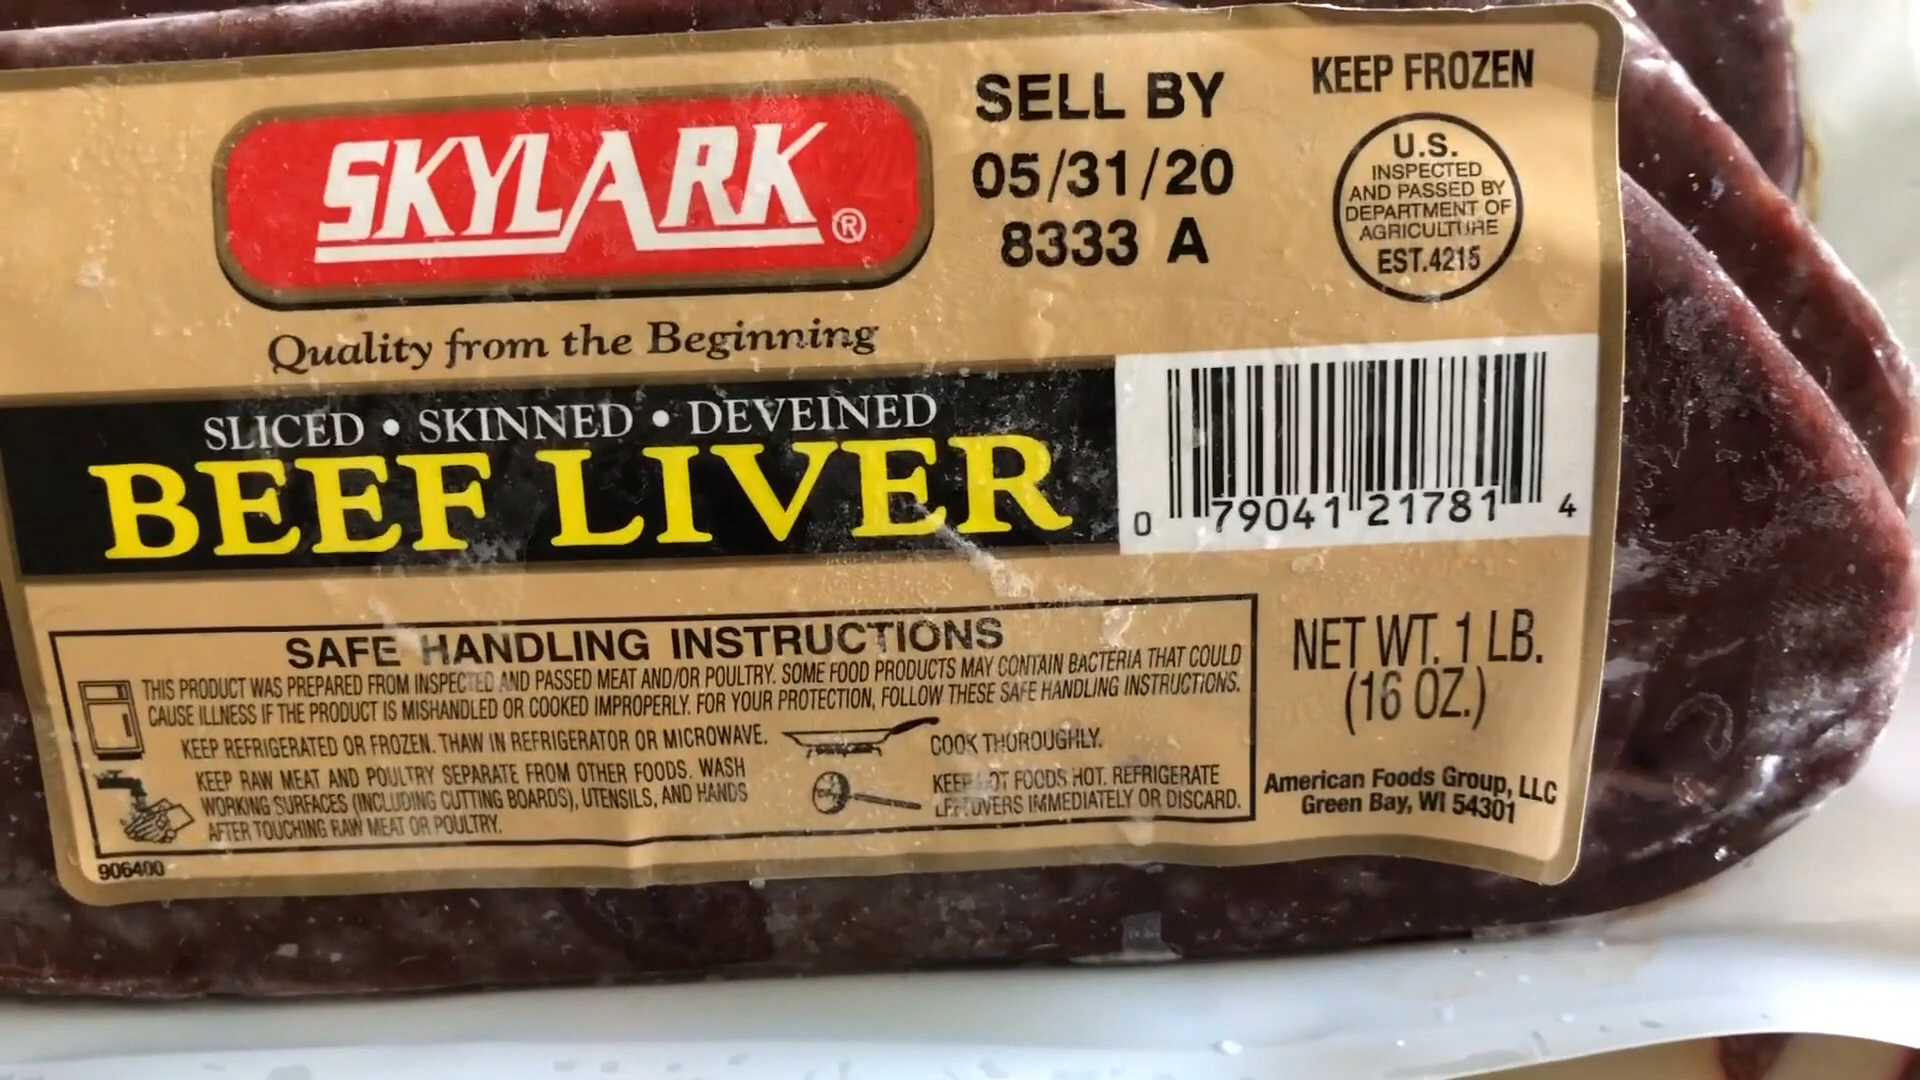 SKYLARK®
Quality from the Beginning
SELL BY
05/31/20
8333 A
KEEP FROZEN
U.S.
INSPECTED
AND PASSED BY
DEPARTMENT OF
AGRICULTURE
EST.4215
SLICED • SKINNED • DEVEINED
BEEF LIVER
0 79041 21781 4
SAFE HANDLING INSTRUCTIONS
THIS PRODUCT WAS PREPARED FROM INSPECTED AND PASSED MEAT AND/OR POULTRY. SOME FOOD PRODUCTS MAY CONTAIN BACTERIA THAT COULD
CAUSE ILLNESS IF THE PRODUCT IS MISHANDLED OR COOKED IMPROPERLY. FOR YOUR PROTECTION, FOLLOW THESE SAFE HANDLING INSTRUCTIONS.
KEEP REFRIGERATED OR FROZEN. THAW IN REFRIGERATOR OR MICROWAVE.
KEEP RAW MEAT AND POULTRY SEPARATE FROM OTHER FOODS. WASH
WORKING SURFACES (INCLUDING CUTTING BOARDS), UTENSILS, AND HANDS
AFTER TOUCHING RAW MEAT OR POULTRY.
COOK THOROUGHLY.
KEEP HOT FOODS HOT. REFRIGERATE
LEFTOVERS IMMEDIATELY OR DISCARD.
906400
NET WT. 1 LB.
(16 OZ.)
American Foods Group, LLC
Green Bay, WI 54301